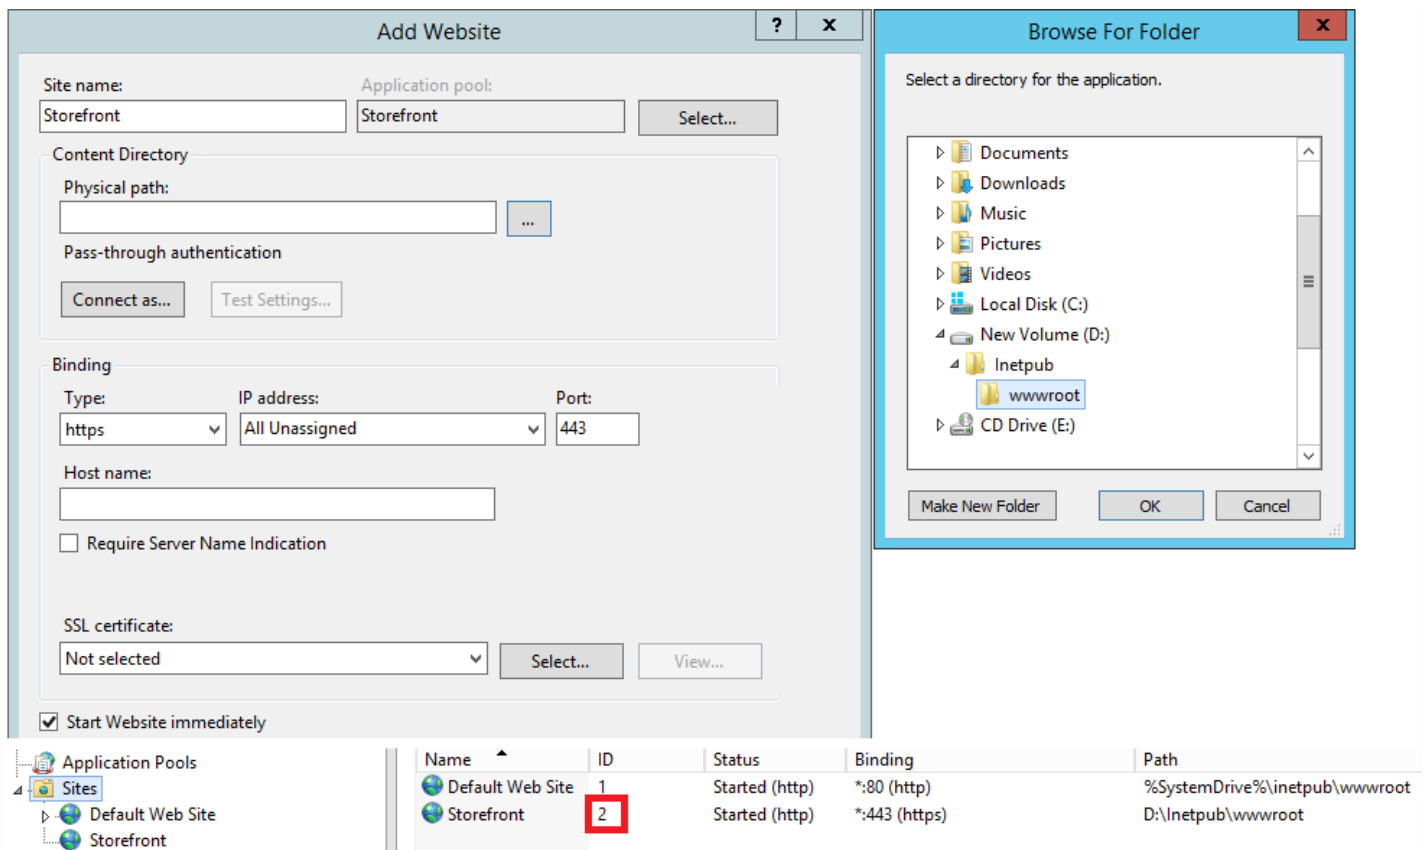 Add Website
? x
Site name:
Application pool:
Storefront
Storefront
Select...
Content Directory
Physical path:
...
Pass-through authentication
Connect as...
Test Settings...
Binding
Type:
IP address:
Port:
https
All Unassigned
443
Host name:
Require Server Name Indication
SSL certificate:
Not selected
Select...
View...
Start Website immediately
Browse For Folder
x
Select a directory for the application.
Documents
Downloads
Music
Pictures
Videos
Local Disk (C:)
New Volume (D:)
Inetpub
wwwroot
CD Drive (E:)
Make New Folder
OK
Cancel
Application Pools
Sites
Default Web Site
Storefront
Name ID Status Binding Path
Default Web Site 1 Started (http) *:80 (http) %SystemDrive%\inetpub\wwwroot
Storefront 2 Started (http) *:443 (https) D:\Inetpub\wwwroot